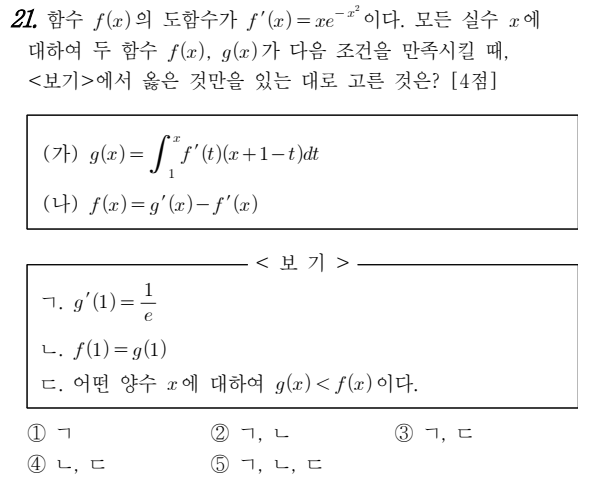 21. 함수 f(x)의 도함수가 f′(x)=xe^{-x^2}이다. 모든 실수 x에
대하여 두 함수 f(x), g(x)가 다음 조건을 만족시킬 때,
<보기>에서 옳은 것만을 있는 대로 고른 것은? [4점]
(가) g(x)=∫_1^x f′(t)(x+1-t)dt
(나) f(x)=g′(x)-f′(x)
< 보 기 >
ㄱ. g′(1)=\frac{1}{e}
ㄴ. f(1)=g(1)
ㄷ. 어떤 양수 x에 대하여 g(x)<f(x)이다.
① ㄱ ② ㄱ, ㄴ ③ ㄱ, ㄷ
④ ㄴ, ㄷ ⑤ ㄱ, ㄴ, ㄷ